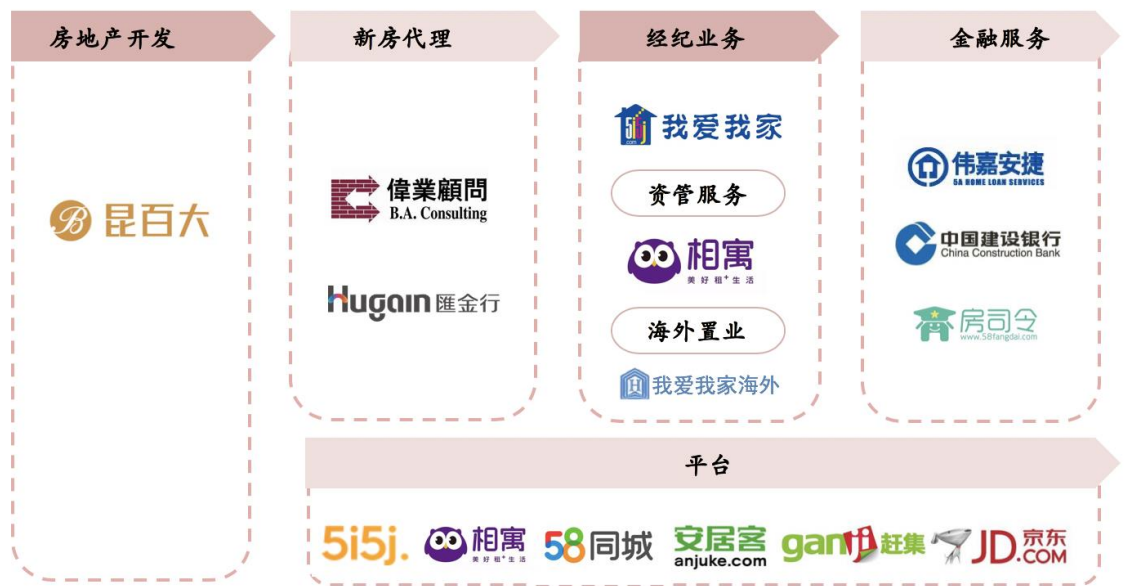 房地产开发
B 昆百大
新房代理
偉業顧問
B.A. Consulting
Hugain 匯金行
经纪业务
5i5j
.com
我爱我家
资管服务
相寓
美好租+生活
海外置业
我爱我家海外
金融服务
伟嘉安捷
5A HOME LOAN SERVICES
中国建设银行
China Construction Bank
房司令
www.58fangdai.com
平台
5i5j.
相寓
美好租+生活
58同城
安居客
anjuke.com
ganji 赶集
JD.京东
.COM